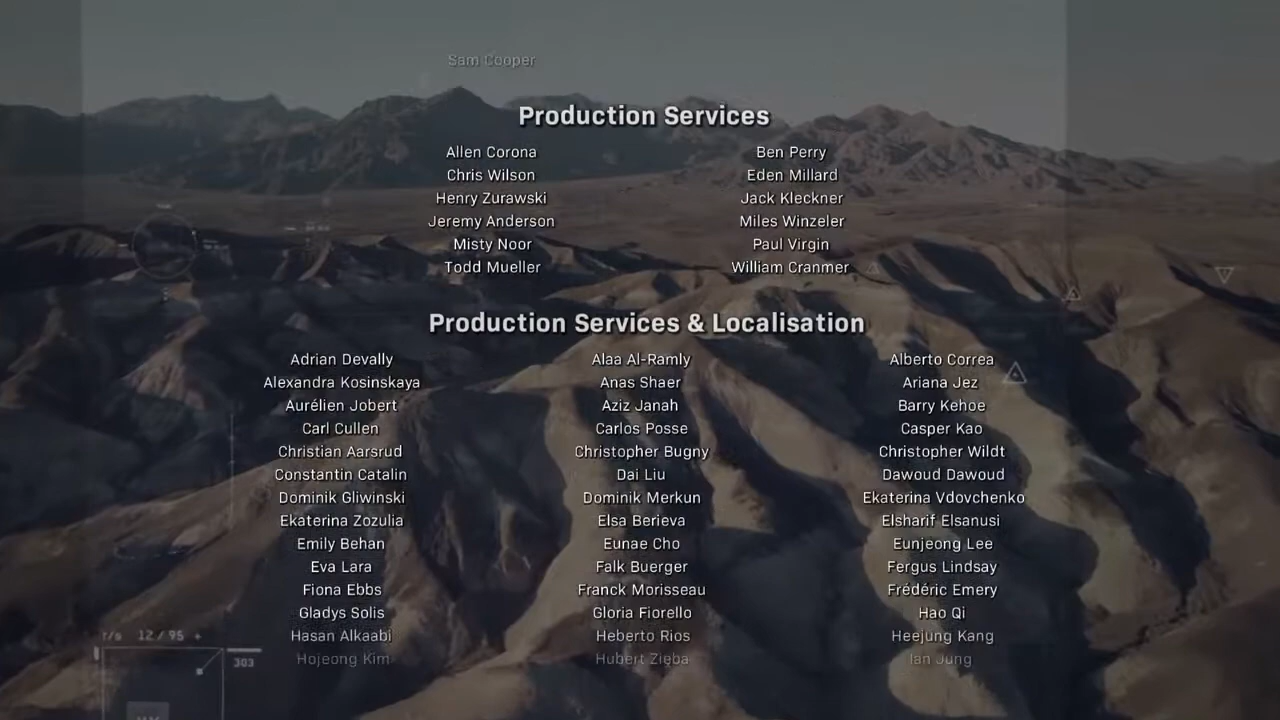 Sam Cooper
Production Services
Allen Corona Ben Perry
Chris Wilson Eden Millard
Henry Zurawski Jack Kleckner
Jeremy Anderson Miles Winzeler
Misty Noor Paul Virgin
Todd Mueller William Cranmer
Production Services & Localisation
Adrian Devally Alaa Al-Ramly Alberto Correa
Alexandra Kosinskaya Anas Shaer Ariana Jez
Aurélien Jobert Aziz Janah Barry Kehoe
Carl Cullen Carlos Posse Casper Kao
Christian Aarsrud Christopher Bugny Christopher Wildt
Constantin Catalin Dai Liu Dawoud Dawood
Dominik Gliwinski Dominik Merkun Ekaterina Vdovchenko
Ekaterina Zozulia Elsa Berieva Elsharif Elsanusi
Emily Behan Eunae Cho Eunjeong Lee
Eva Lara Falk Buerger Fergus Lindsay
Fiona Ebbs Franck Morisseau Frédéric Emery
Gladys Solis Gloria Fiorello Hao Qi
Hasan Alkaabi Heberto Rios Heejung Kang
Hojeong Kim Hubert Zięba Ian Jung
12 / 95
303